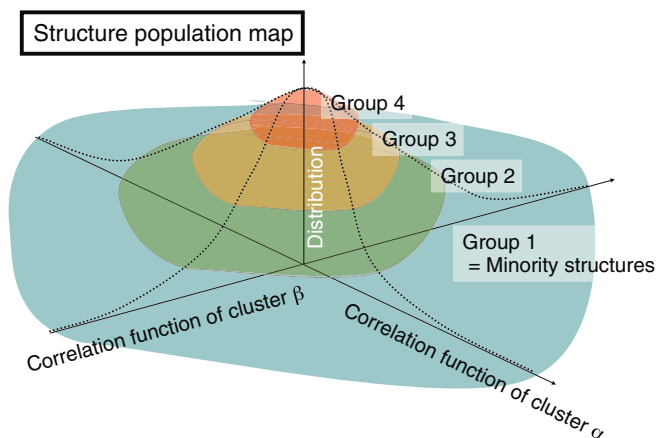 Structure population map
Group 4
Group 3
Group 2
Distribution
Group 1
= Minority structures
Correlation function of cluster β
Correlation function of cluster α